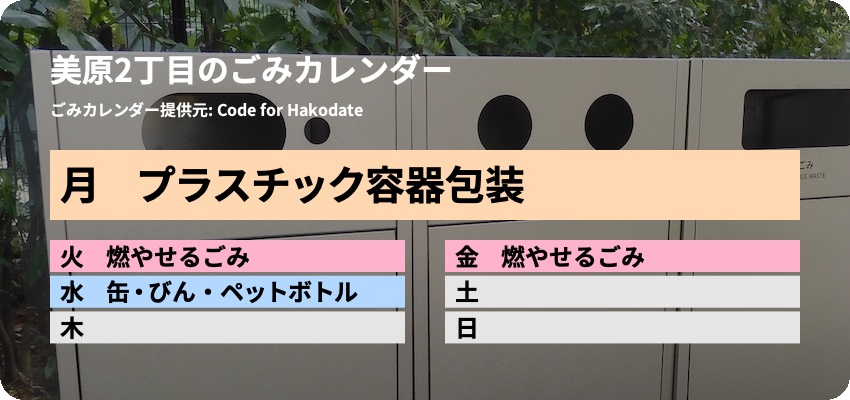 美原2丁目のごみカレンダー
ごみカレンダー提供元: Code for Hakodate
月　プラスチック容器包装
火　燃やせるごみ
水　缶・びん・ペットボトル
木
金　燃やせるごみ
土
日